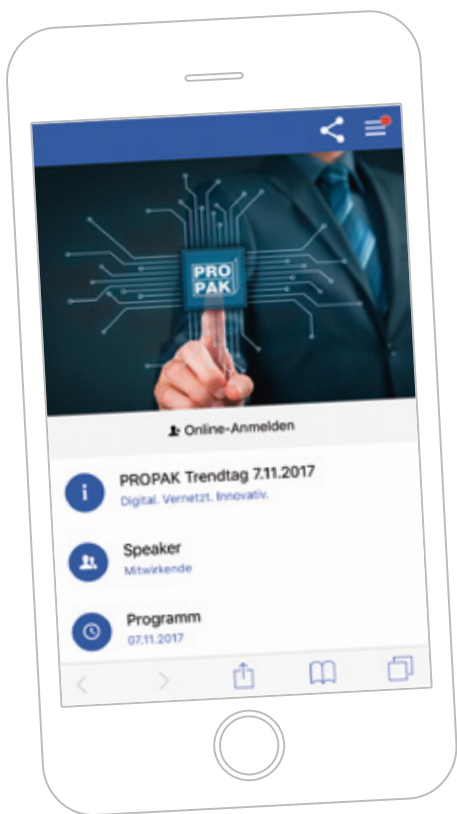 PRO
PAK
Online-Anmelden
PROPAK Trendtag 7.11.2017
Digital. Vernetzt. Innovativ.
Speaker
Mitwirkende
Programm
07.11.2017